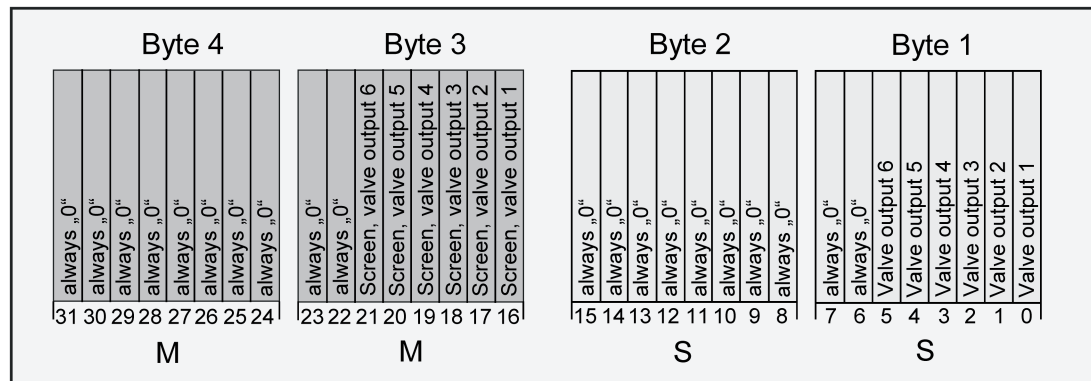 Byte 4
Byte 3
Byte 2
Byte 1
always „0“
always „0“
always „0“
always „0“
always „0“
always „0“
always „0“
always „0“
always „0“
always „0“
Screen, valve output 6
Screen, valve output 5
Screen, valve output 4
Screen, valve output 3
Screen, valve output 2
Screen, valve output 1
always „0“
always „0“
always „0“
always „0“
always „0“
always „0“
always „0“
always „0“
always „0“
always „0“
Valve output 6
Valve output 5
Valve output 4
Valve output 3
Valve output 2
Valve output 1
31 30 29 28 27 26 25 24
23 22 21 20 19 18 17 16
15 14 13 12 11 10 9 8
7 6 5 4 3 2 1 0
M
M
S
S